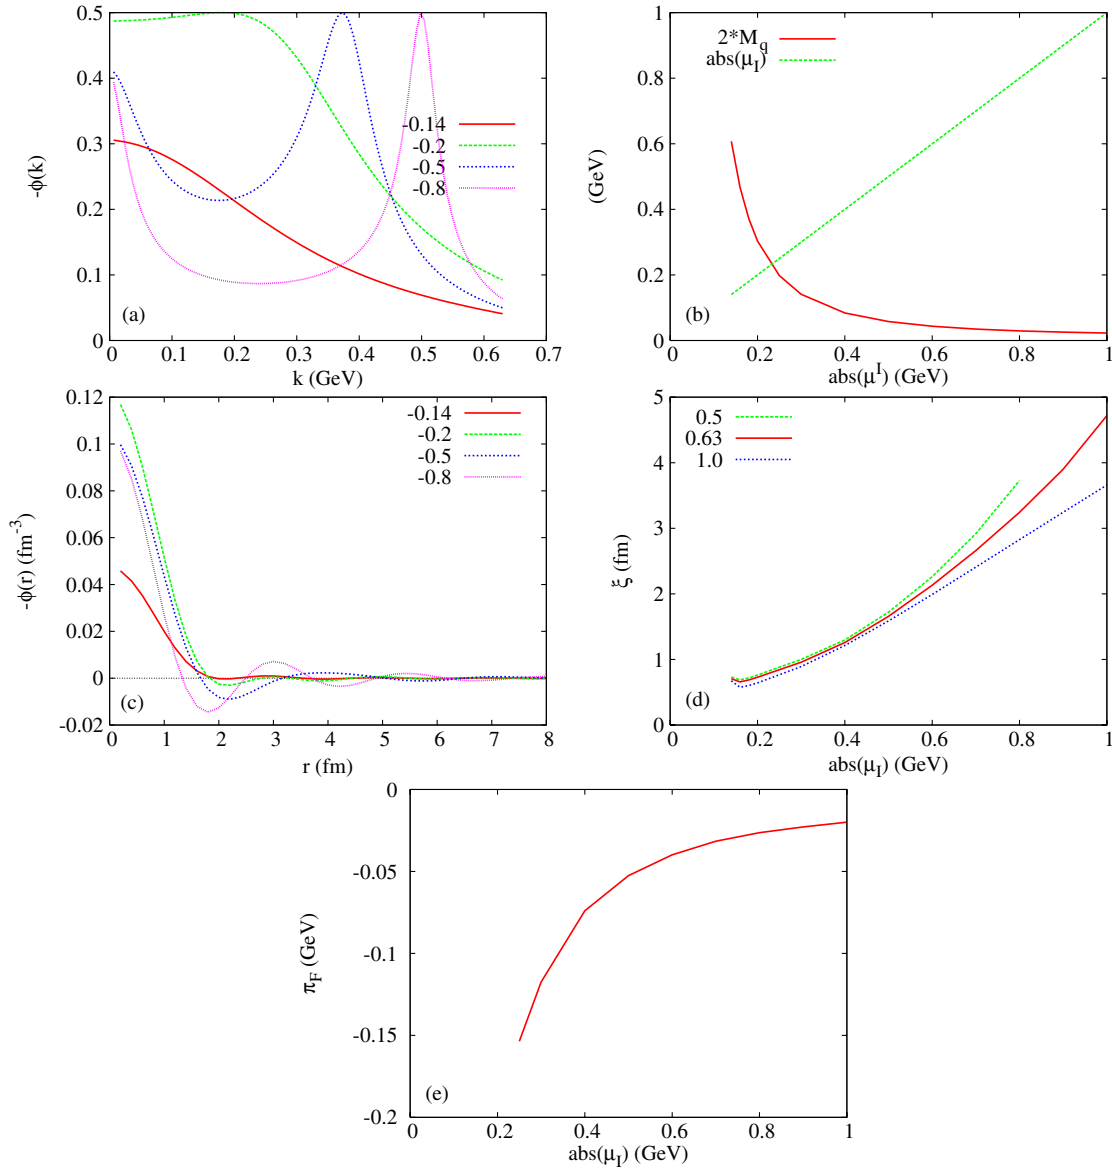 0.5
0.4
0.3
0.2
0.1
0
-ϕ(k)
-0.14
-0.2
-0.5
-0.8
(a)
0 0.1 0.2 0.3 0.4 0.5 0.6 0.7
k (GeV)
1
0.8
0.6
0.4
0.2
0
(GeV)
2*M_q
abs(μ_I)
(b)
0 0.2 0.4 0.6 0.8 1
abs(μ^I) (GeV)
0.12
0.1
0.08
0.06
0.04
0.02
0
-0.02
-ϕ(r) (fm^-3)
-0.14
-0.2
-0.5
-0.8
(c)
0 1 2 3 4 5 6 7 8
r (fm)
5
4
3
2
1
0
ξ (fm)
0.5
0.63
1.0
(d)
0 0.2 0.4 0.6 0.8 1
abs(μ_I) (GeV)
0
-0.05
-0.1
-0.15
-0.2
π_F (GeV)
(e)
0 0.2 0.4 0.6 0.8 1
abs(μ_I) (GeV)